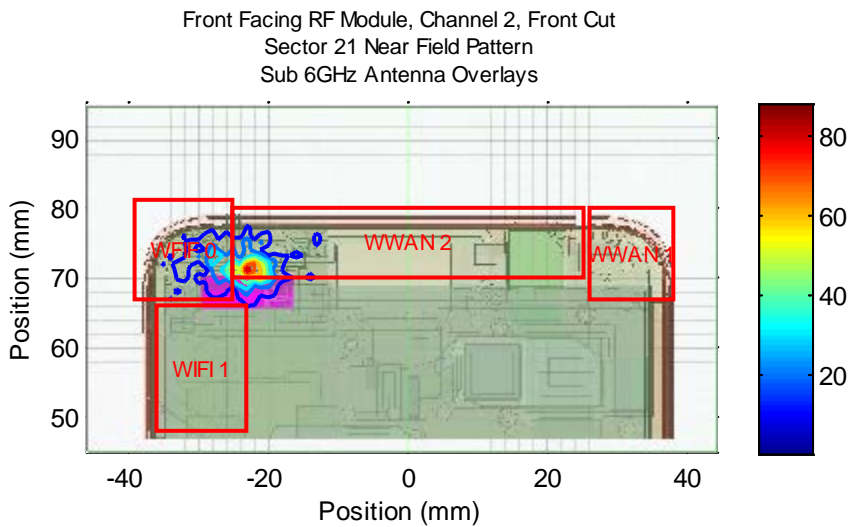 Front Facing RF Module, Channel 2, Front Cut
Sector 21 Near Field Pattern
Sub 6GHz Antenna Overlays
90
80
70
60
50
Position (mm)
WFIFI 0
WWAN 2
WWAN 1
WIFI 1
-40
-20
0
20
40
Position (mm)
80
60
40
20